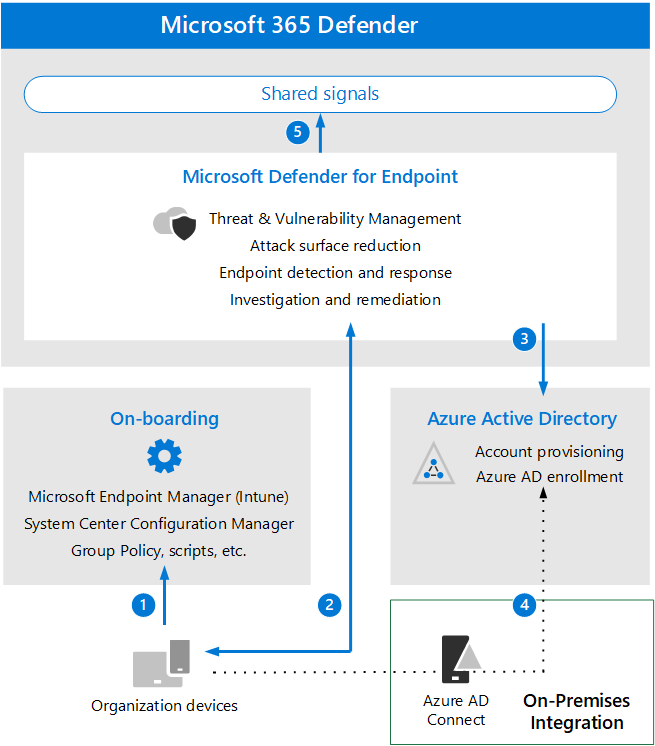 Microsoft 365 Defender
Shared signals
5
Microsoft Defender for Endpoint
Threat & Vulnerability Management
Attack surface reduction
Endpoint detection and response
Investigation and remediation
3
On-boarding
Microsoft Endpoint Manager (Intune)
System Center Configuration Manager
Group Policy, scripts, etc.
Azure Active Directory
Account provisioning
Azure AD enrollment
1
2
4
Organization devices
Azure AD
Connect
On-Premises
Integration